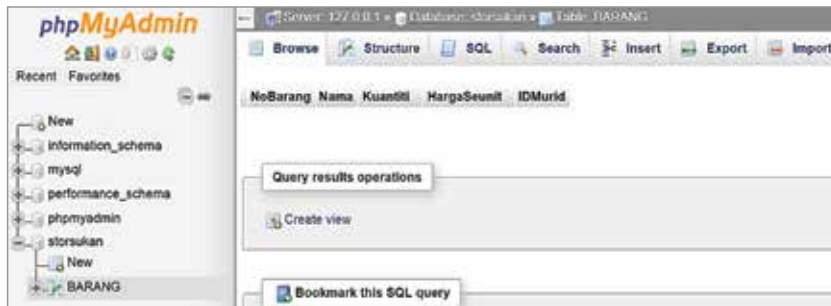 phpMyAdmin
Recent Favorites
New
information_schema
mysql
performance_schema
phpmyadmin
storsukan
New
BARANG
Server: 127.0.0.1 » Database: storsukan » Table: BARANG
Browse Structure SQL Search Insert Export Import
NoBarang Nama Kuantiti HargaSeunit IDMurid
Query results operations
Create view
Bookmark this SQL query